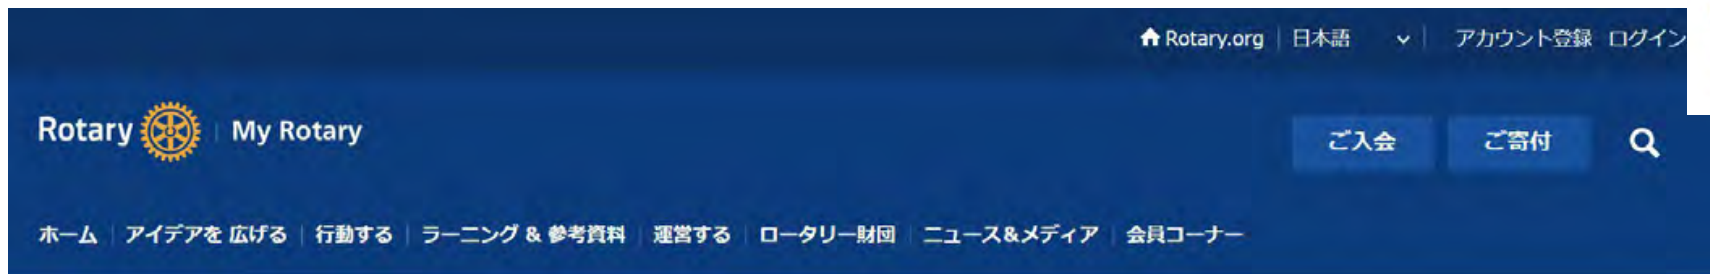 Rotary.org 日本語 アカウント登録 ログイン
Rotary My Rotary ご入会 ご寄付
ホーム アイデアを 広げる 行動する ラーニング & 参考資料 運営する ロータリー財団 ニュース&メディア 会員コーナー